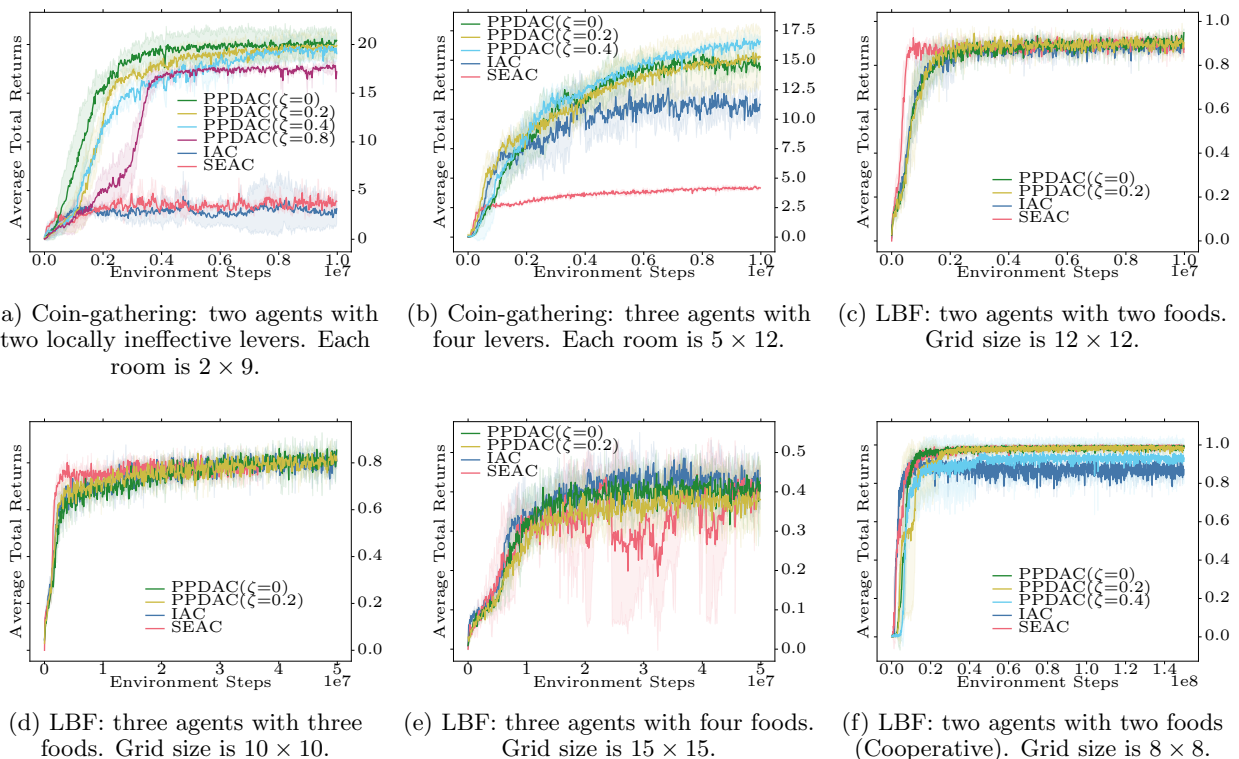 Average Total Returns
PPDAC(ζ=0)
PPDAC(ζ=0.2)
PPDAC(ζ=0.4)
PPDAC(ζ=0.8)
IAC
SEAC
20
15
10
5
0
0.0 0.2 0.4 0.6 0.8 1.0
Environment Steps 1e7
a) Coin-gathering: two agents with
two locally ineffective levers. Each
room is 2 × 9.
Average Total Returns
PPDAC(ζ=0)
PPDAC(ζ=0.2)
PPDAC(ζ=0.4)
IAC
SEAC
17.5
15.0
12.5
10.0
7.5
5.0
2.5
0.0
0.0 0.2 0.4 0.6 0.8 1.0
Environment Steps 1e7
(b) Coin-gathering: three agents with
four levers. Each room is 5 × 12.
Average Total Returns
PPDAC(ζ=0)
PPDAC(ζ=0.2)
IAC
SEAC
1.0
0.8
0.6
0.4
0.2
0.0
0.0 0.2 0.4 0.6 0.8 1.0
Environment Steps 1e7
(c) LBF: two agents with two foods.
Grid size is 12 × 12.
Average Total Returns
PPDAC(ζ=0)
PPDAC(ζ=0.2)
IAC
SEAC
0.8
0.6
0.4
0.2
0.0
0 1 2 3 4 5
Environment Steps 1e7
(d) LBF: three agents with three
foods. Grid size is 10 × 10.
Average Total Returns
PPDAC(ζ=0)
PPDAC(ζ=0.2)
IAC
SEAC
0.5
0.4
0.3
0.2
0.1
0.0
0 1 2 3 4 5
Environment Steps 1e7
(e) LBF: three agents with four foods.
Grid size is 15 × 15.
Average Total Returns
PPDAC(ζ=0)
PPDAC(ζ=0.2)
PPDAC(ζ=0.4)
IAC
SEAC
1.0
0.8
0.6
0.4
0.2
0.0
0.0 0.2 0.4 0.6 0.8 1.0 1.2 1.4
Environment Steps 1e8
(f) LBF: two agents with two foods
(Cooperative). Grid size is 8 × 8.